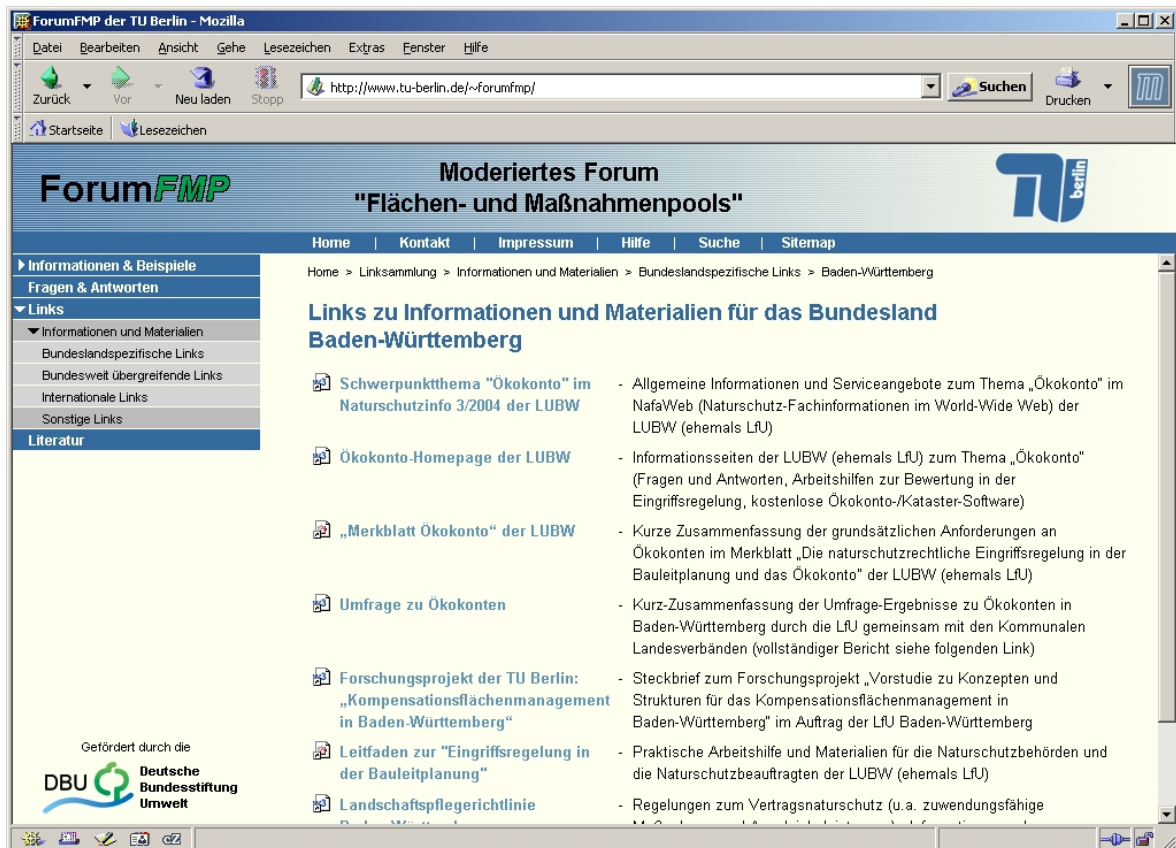 ForumFMP der TU Berlin - Mozilla
Datei Bearbeiten Ansicht Gehe Lesezeichen Extras Fenster Hilfe
Zurück Vor Neu laden Stopp http://www.tu-berlin.de/~forumfmp/ Suchen Drucken
Startseite Lesezeichen
ForumFMP
Moderiertes Forum
"Flächen- und Maßnahmenpools"
TU berlin
Home | Kontakt | Impressum | Hilfe | Suche | Sitemap
Informationen & Beispiele
Fragen & Antworten
Links
Informationen und Materialien
Bundeslandspezifische Links
Bundesweit übergreifende Links
Internationale Links
Sonstige Links
Literatur
Gefördert durch die
DBU
Deutsche
Bundesstiftung
Umwelt
Home > Linksammlung > Informationen und Materialien > Bundeslandspezifische Links > Baden-Württemberg
Links zu Informationen und Materialien für das Bundesland
Baden-Württemberg
Schwerpunktthema "Ökokonto" im
Naturschutzinfo 3/2004 der LUBW
- Allgemeine Informationen und Serviceangebote zum Thema „Ökokonto" im
NafaWeb (Naturschutz-Fachinformationen im World-Wide Web) der
LUBW (ehemals LfU)
Ökokonto-Homepage der LUBW
- Informationsseiten der LUBW (ehemals LfU) zum Thema „Ökokonto"
(Fragen und Antworten, Arbeitshilfen zur Bewertung in der
Eingriffsregelung, kostenlose Ökokonto-/Kataster-Software)
„Merkblatt Ökokonto“ der LUBW
- Kurze Zusammenfassung der grundsätzlichen Anforderungen an
Ökokonten im Merkblatt „Die naturschutzrechtliche Eingriffsregelung in der
Bauleitplanung und das Ökokonto" der LUBW (ehemals LfU)
Umfrage zu Ökokonten
- Kurz-Zusammenfassung der Umfrage-Ergebnisse zu Ökokonten in
Baden-Württemberg durch die LfU gemeinsam mit den Kommunalen
Landesverbänden (vollständiger Bericht siehe folgenden Link)
Forschungsprojekt der TU Berlin:
„Kompensationsflächenmanagement
in Baden-Württemberg“
- Steckbrief zum Forschungsprojekt „Vorstudie zu Konzepten und
Strukturen für das Kompensationsflächenmanagement in
Baden-Württemberg" im Auftrag der LfU Baden-Württemberg
Leitfaden zur "Eingriffsregelung in
der Bauleitplanung"
- Praktische Arbeitshilfe und Materialien für die Naturschutzbehörden und
die Naturschutzbeauftragten der LUBW (ehemals LfU)
Landschaftspflegerichtlinie
- Regelungen zum Vertragsnaturschutz (u.a. zuwendungsfähige